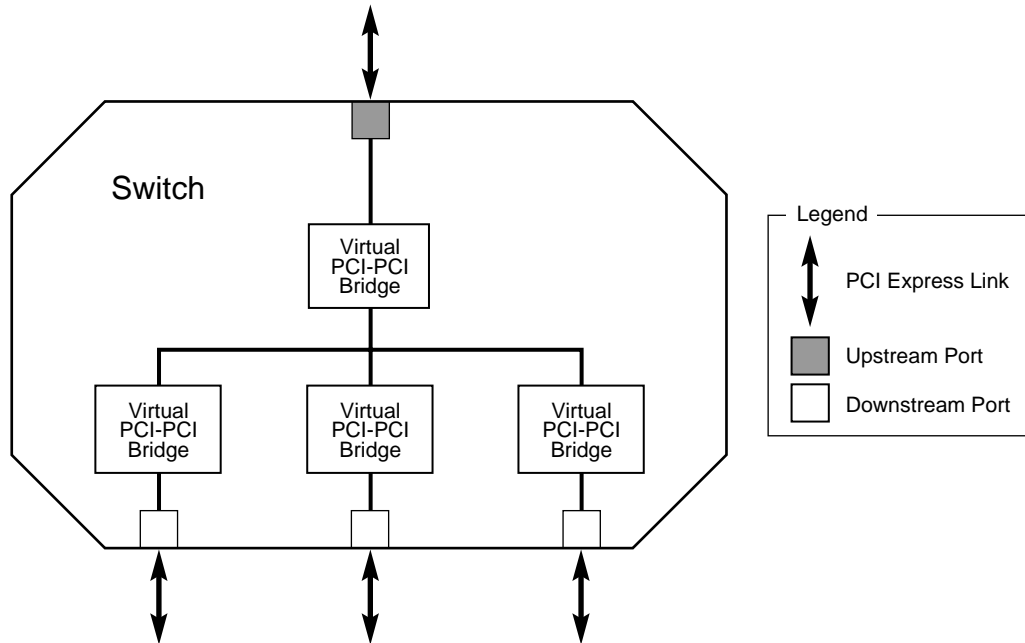 Switch
Virtual
PCI-PCI
Bridge
Virtual
PCI-PCI
Bridge
Virtual
PCI-PCI
Bridge
Virtual
PCI-PCI
Bridge
Legend
PCI Express Link
Upstream Port
Downstream Port